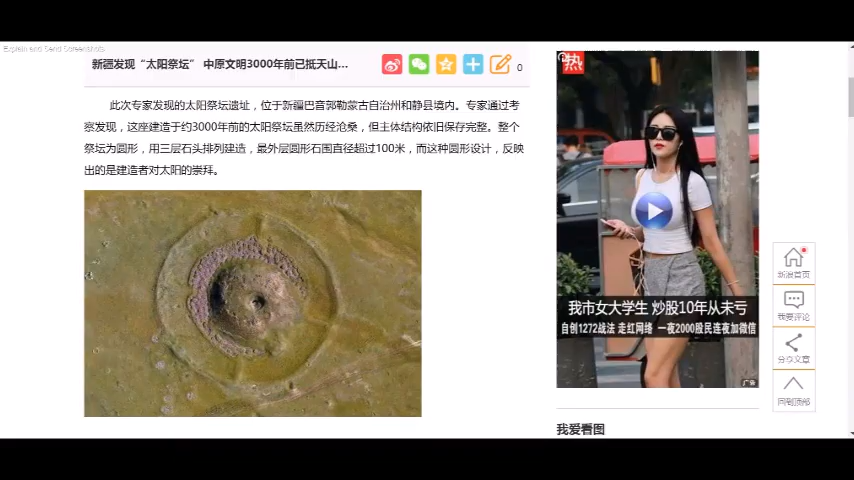 Explain and Send Screenshots
新疆发现“太阳祭坛” 中原文明3000年前已抵天山...
0
此次专家发现的太阳祭坛遗址，位于新疆巴音郭勒蒙古自治州和静县境内。专家通过考
察发现，这座建造于约3000年前的太阳祭坛虽然历经沧桑，但主体结构依旧保存完整。整个
祭坛为圆形，用三层石头排列建造，最外层圆形石围直径超过100米，而这种圆形设计，反映
出的是建造者对太阳的崇拜。
热
我市女大学生 炒股10年从未亏
自创1272战法 走红网络 一夜2000股民连夜加微信
广告
新浪首页
我要评论
分享文章
回到顶部
我爱看图